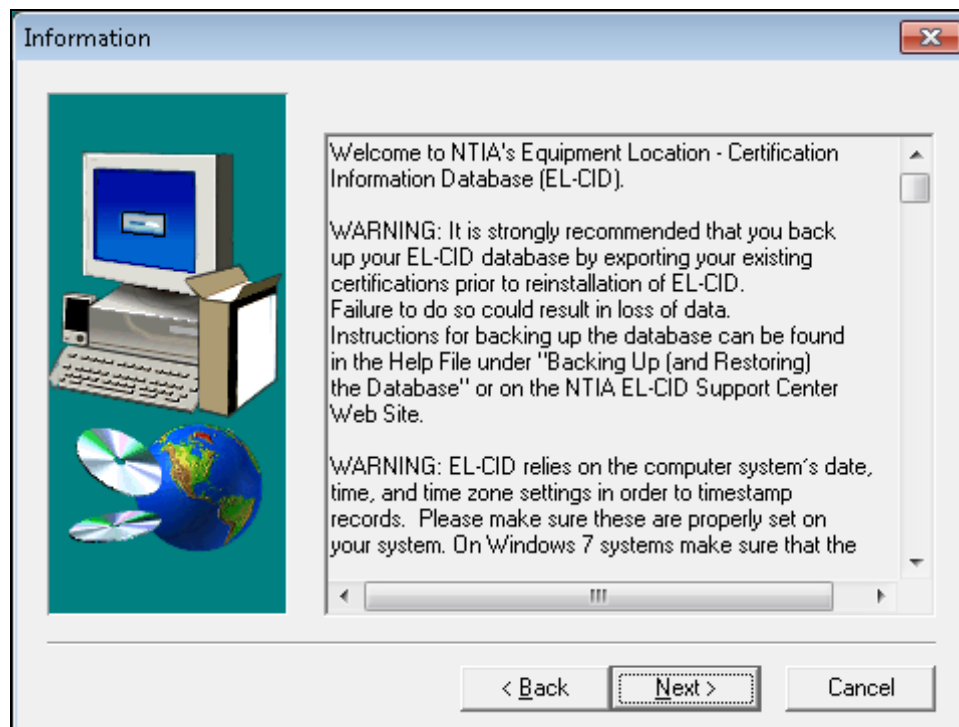 Information
Welcome to NTIA's Equipment Location - Certification
Information Database (EL-CID).
WARNING: It is strongly recommended that you back
up your EL-CID database by exporting your existing
certifications prior to reinstallation of EL-CID.
Failure to do so could result in loss of data.
Instructions for backing up the database can be found
in the Help File under "Backing Up (and Restoring)
the Database" or on the NTIA EL-CID Support Center
Web Site.
WARNING: EL-CID relies on the computer system´s date,
time, and time zone settings in order to timestamp
records.  Please make sure these are properly set on
your system. On Windows 7 systems make sure that the
< Back
Next >
Cancel